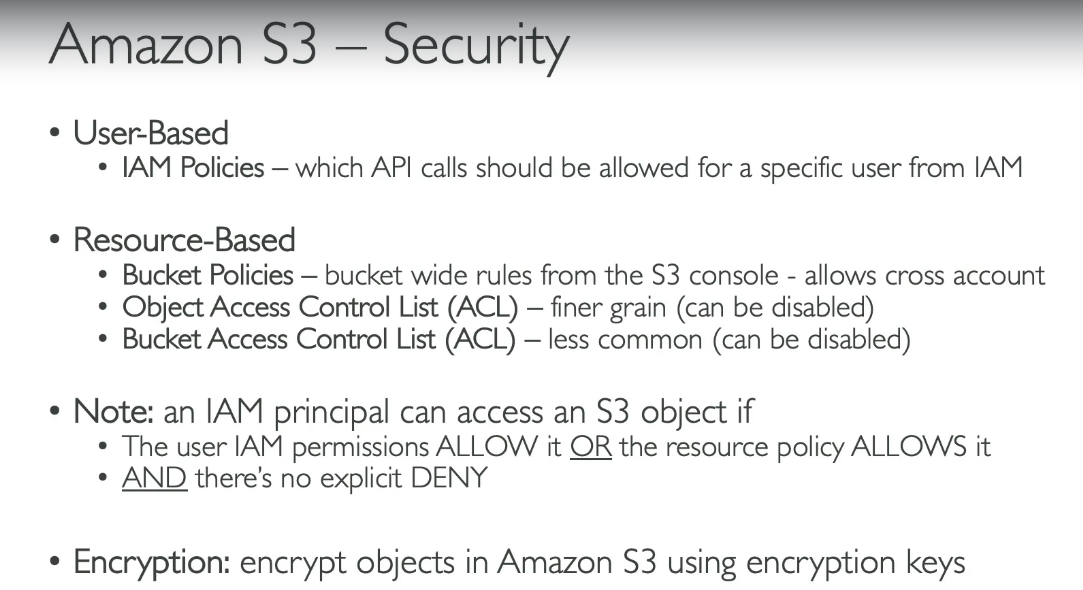 Amazon S3 – Security
• User-Based
• IAM Policies – which API calls should be allowed for a specific user from IAM
• Resource-Based
• Bucket Policies – bucket wide rules from the S3 console - allows cross account
• Object Access Control List (ACL) – finer grain (can be disabled)
• Bucket Access Control List (ACL) – less common (can be disabled)
• Note: an IAM principal can access an S3 object if
• The user IAM permissions ALLOW it OR the resource policy ALLOWS it
• AND there's no explicit DENY
• Encryption: encrypt objects in Amazon S3 using encryption keys